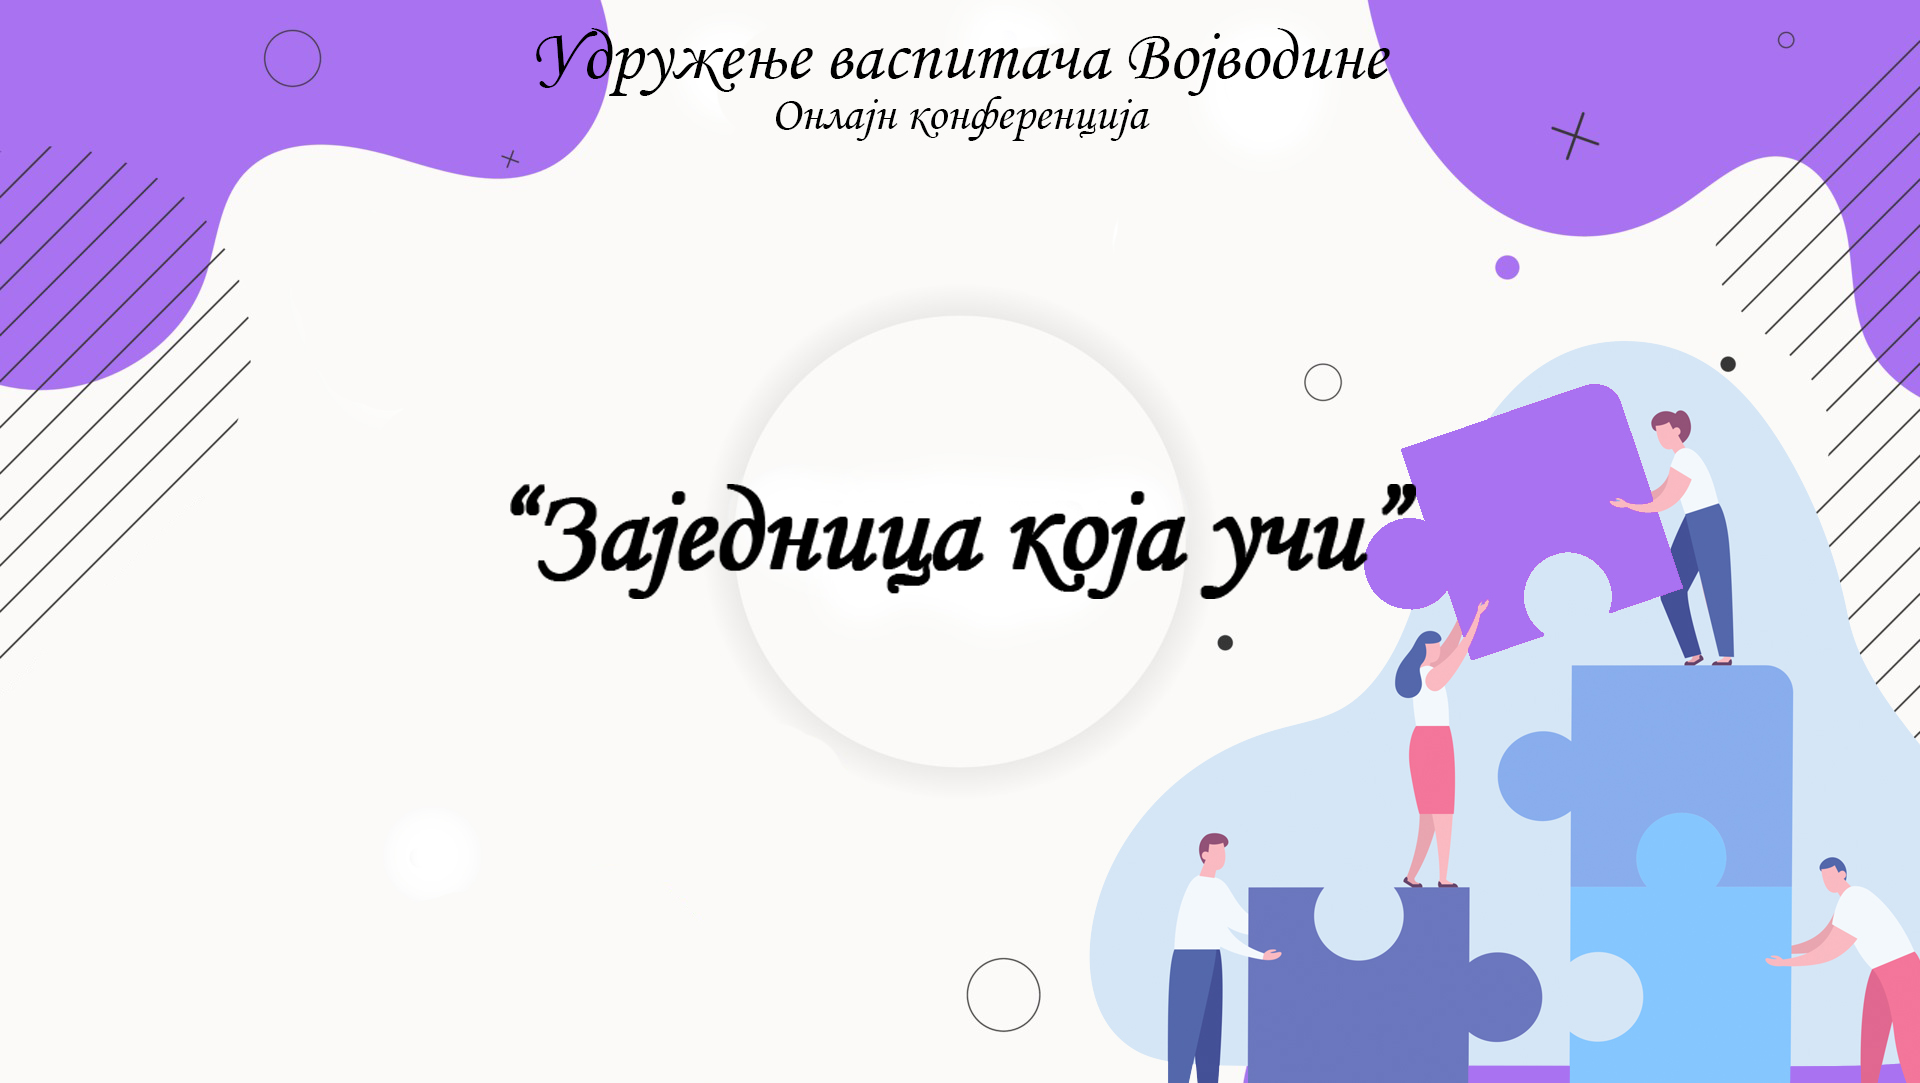 Удружење васпитача Војводине
Онлајн конференција
“Заједница која учи”